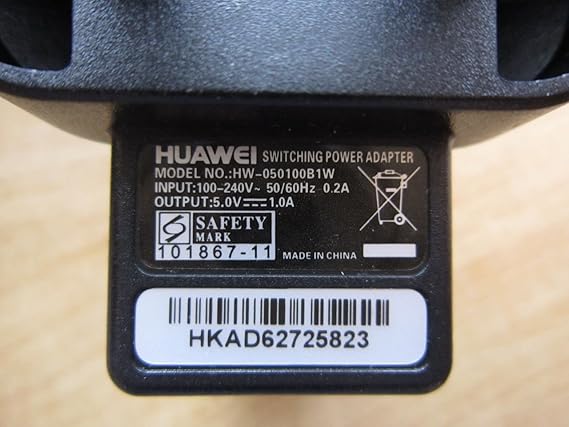 HUAWEI SWITCHING POWER ADAPTER
MODEL NO.:HW-050100B1W
INPUT:100-240V~ 50/60Hz 0.2A
OUTPUT:5.0V⎓1.0A
SAFETY
MARK
101867-11
MADE IN CHINA
HKAD62725823